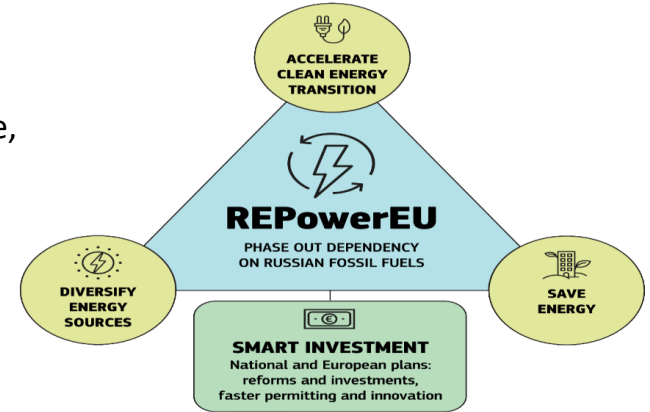 ACCELERATE
CLEAN ENERGY
TRANSITION
e,
REPowerEU
PHASE OUT DEPENDENCY
ON RUSSIAN FOSSIL FUELS
DIVERSIFY
ENERGY
SOURCES
SAVE
ENERGY
€
SMART INVESTMENT
National and European plans:
reforms and investments,
faster permitting and innovation